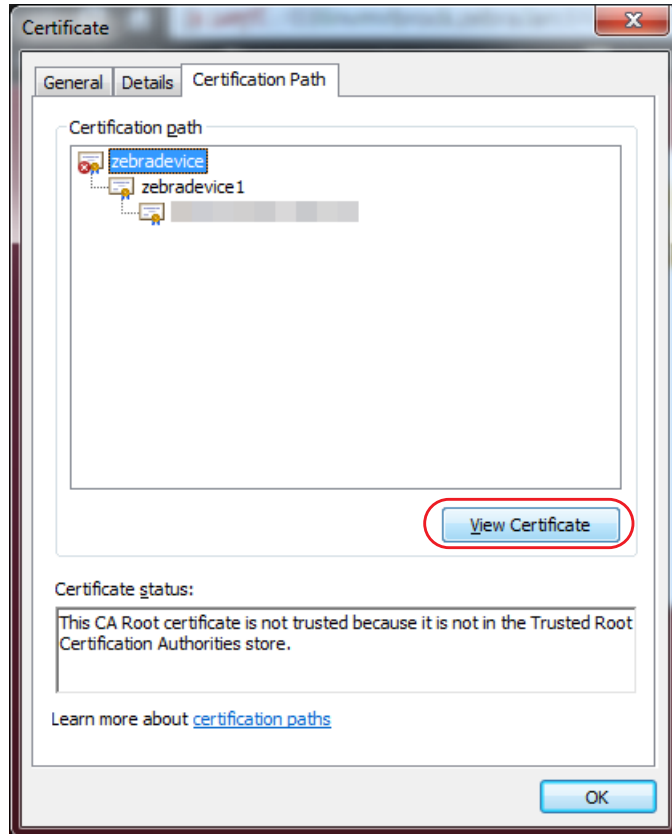 Certificate
General Details Certification Path
Certification path
zebradevice
zebradevice1
View Certificate
Certificate status:
This CA Root certificate is not trusted because it is not in the Trusted Root
Certification Authorities store.
Learn more about certification paths
OK